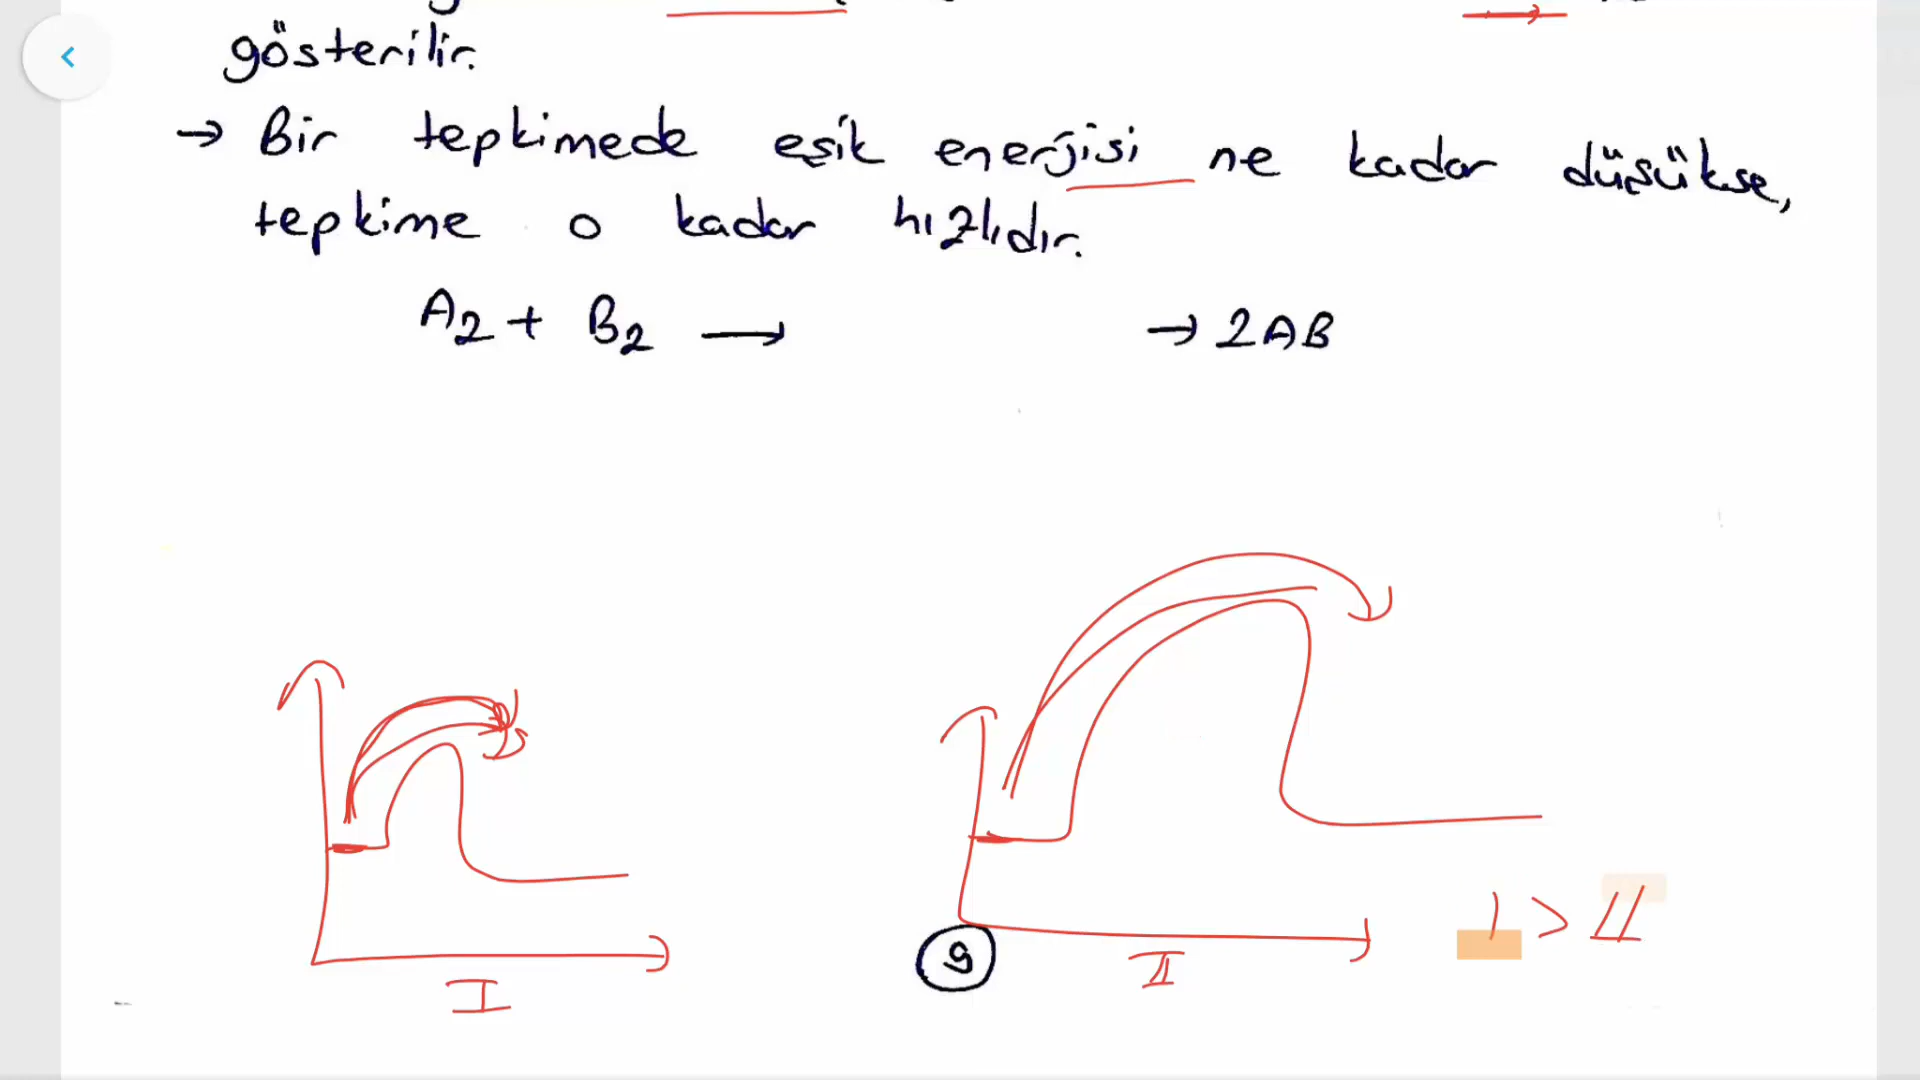 gösterilir.
→ Bir tepkimede eşik enerjisi ne kadar düşükse,
tepkime o kadar hızlıdır.
A2 + B2 → → 2AB
I
9
II
I > II